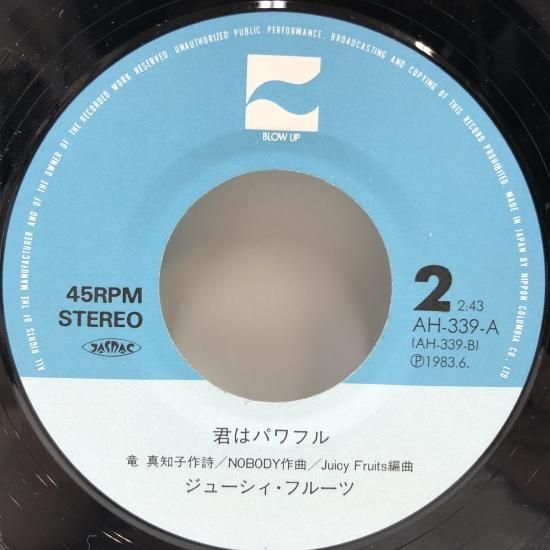 ALL RIGHTS OF THE MANUFACTURER AND OF THE OWNER OF THE RECORDED WORK RESERVED. UNAUTHORIZED PUBLIC PERFORMANCE, BROADCASTING AND COPYING OF THIS RECORD PROHIBITED. MADE IN JAPAN BY NIPPON COLUMBIA CO., LTD.
BLOW UP
45RPM
STEREO
JASRAC
2 2:43
AH-339-A
(AH-339-B)
Ⓟ1983.6.
君はパワフル
竜 真知子作詩/NOBODY作曲/Juicy Fruits編曲
ジューシィ・フルーツ